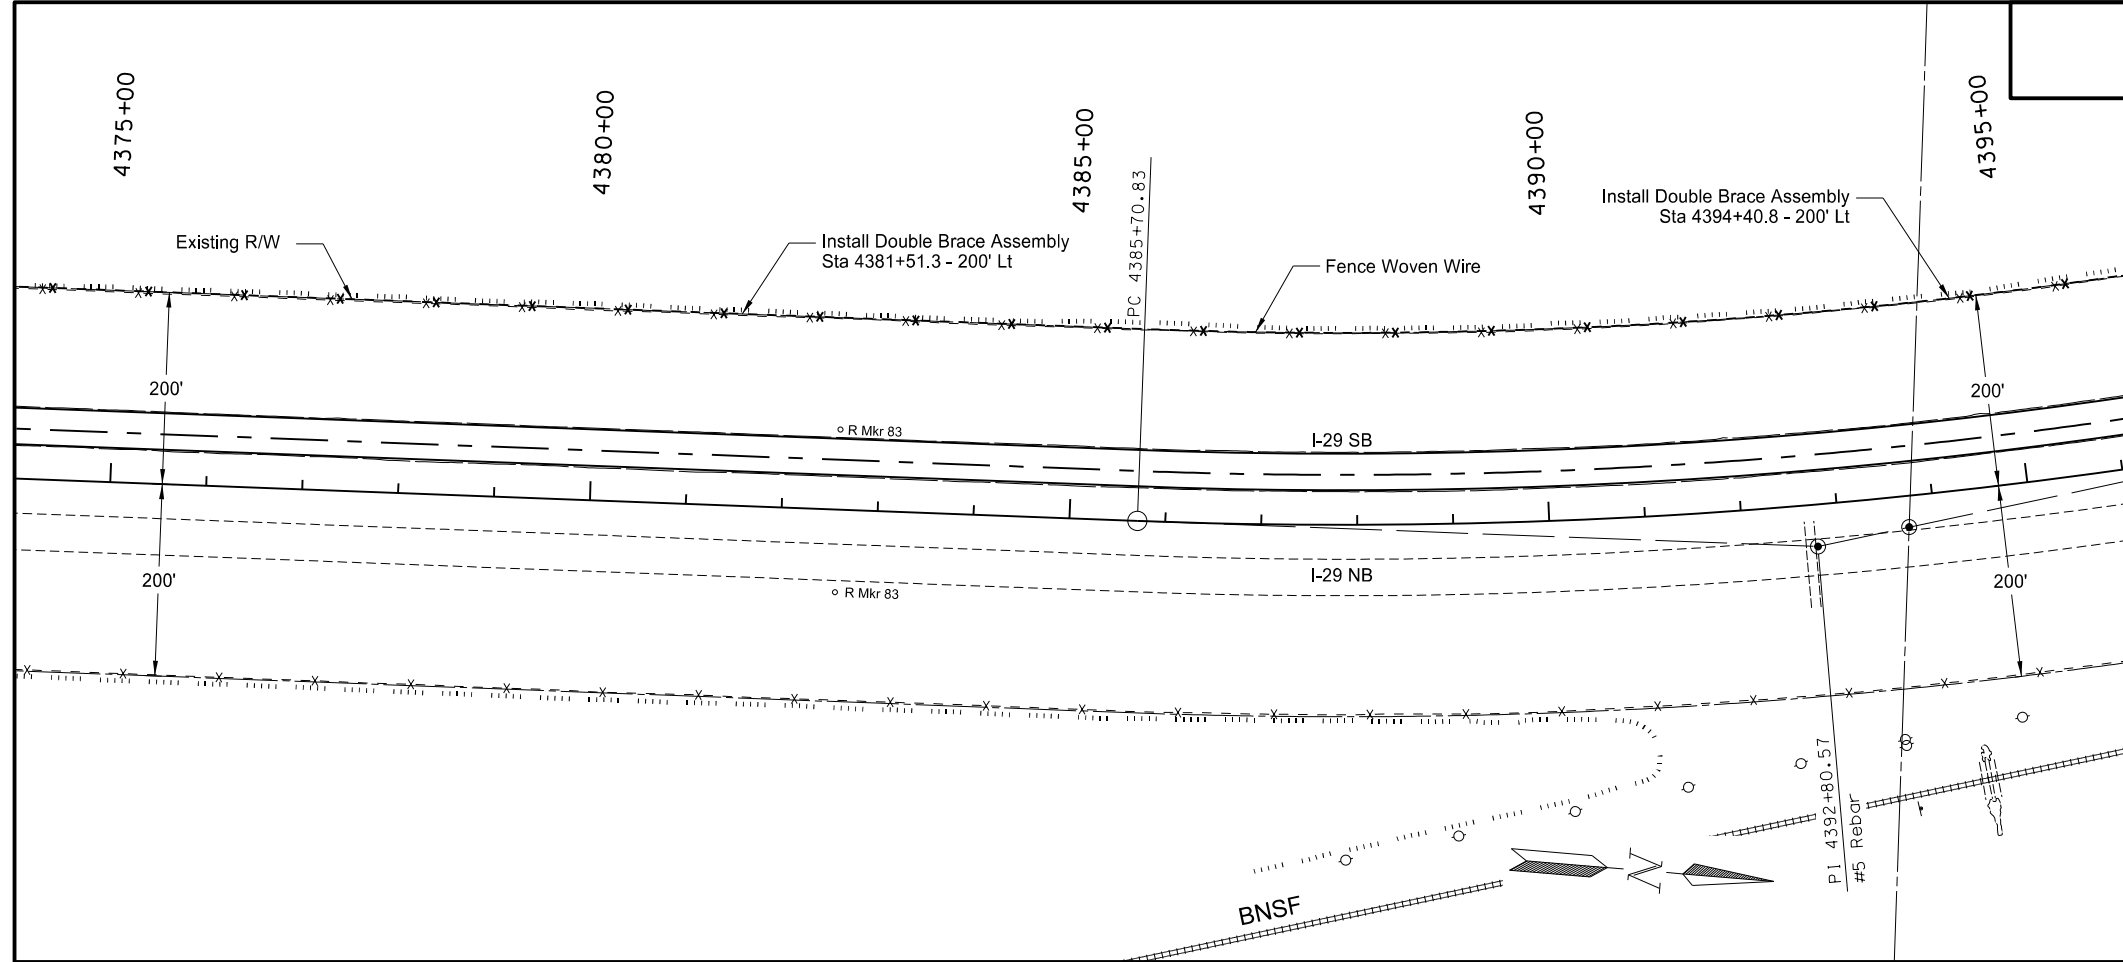 4375+00
4380+00
4385+00
4390+00
4395+00
PC 4385+70.83
Existing R/W
Install Double Brace Assembly
Sta 4381+51.3 - 200' Lt
Fence Woven Wire
Install Double Brace Assembly
Sta 4394+40.8 - 200' Lt
200'
200'
R Mkr 83
I-29 SB
I-29 NB
200'
200'
R Mkr 83
PI 4392+80.57
#5 Rebar
N
BNSF